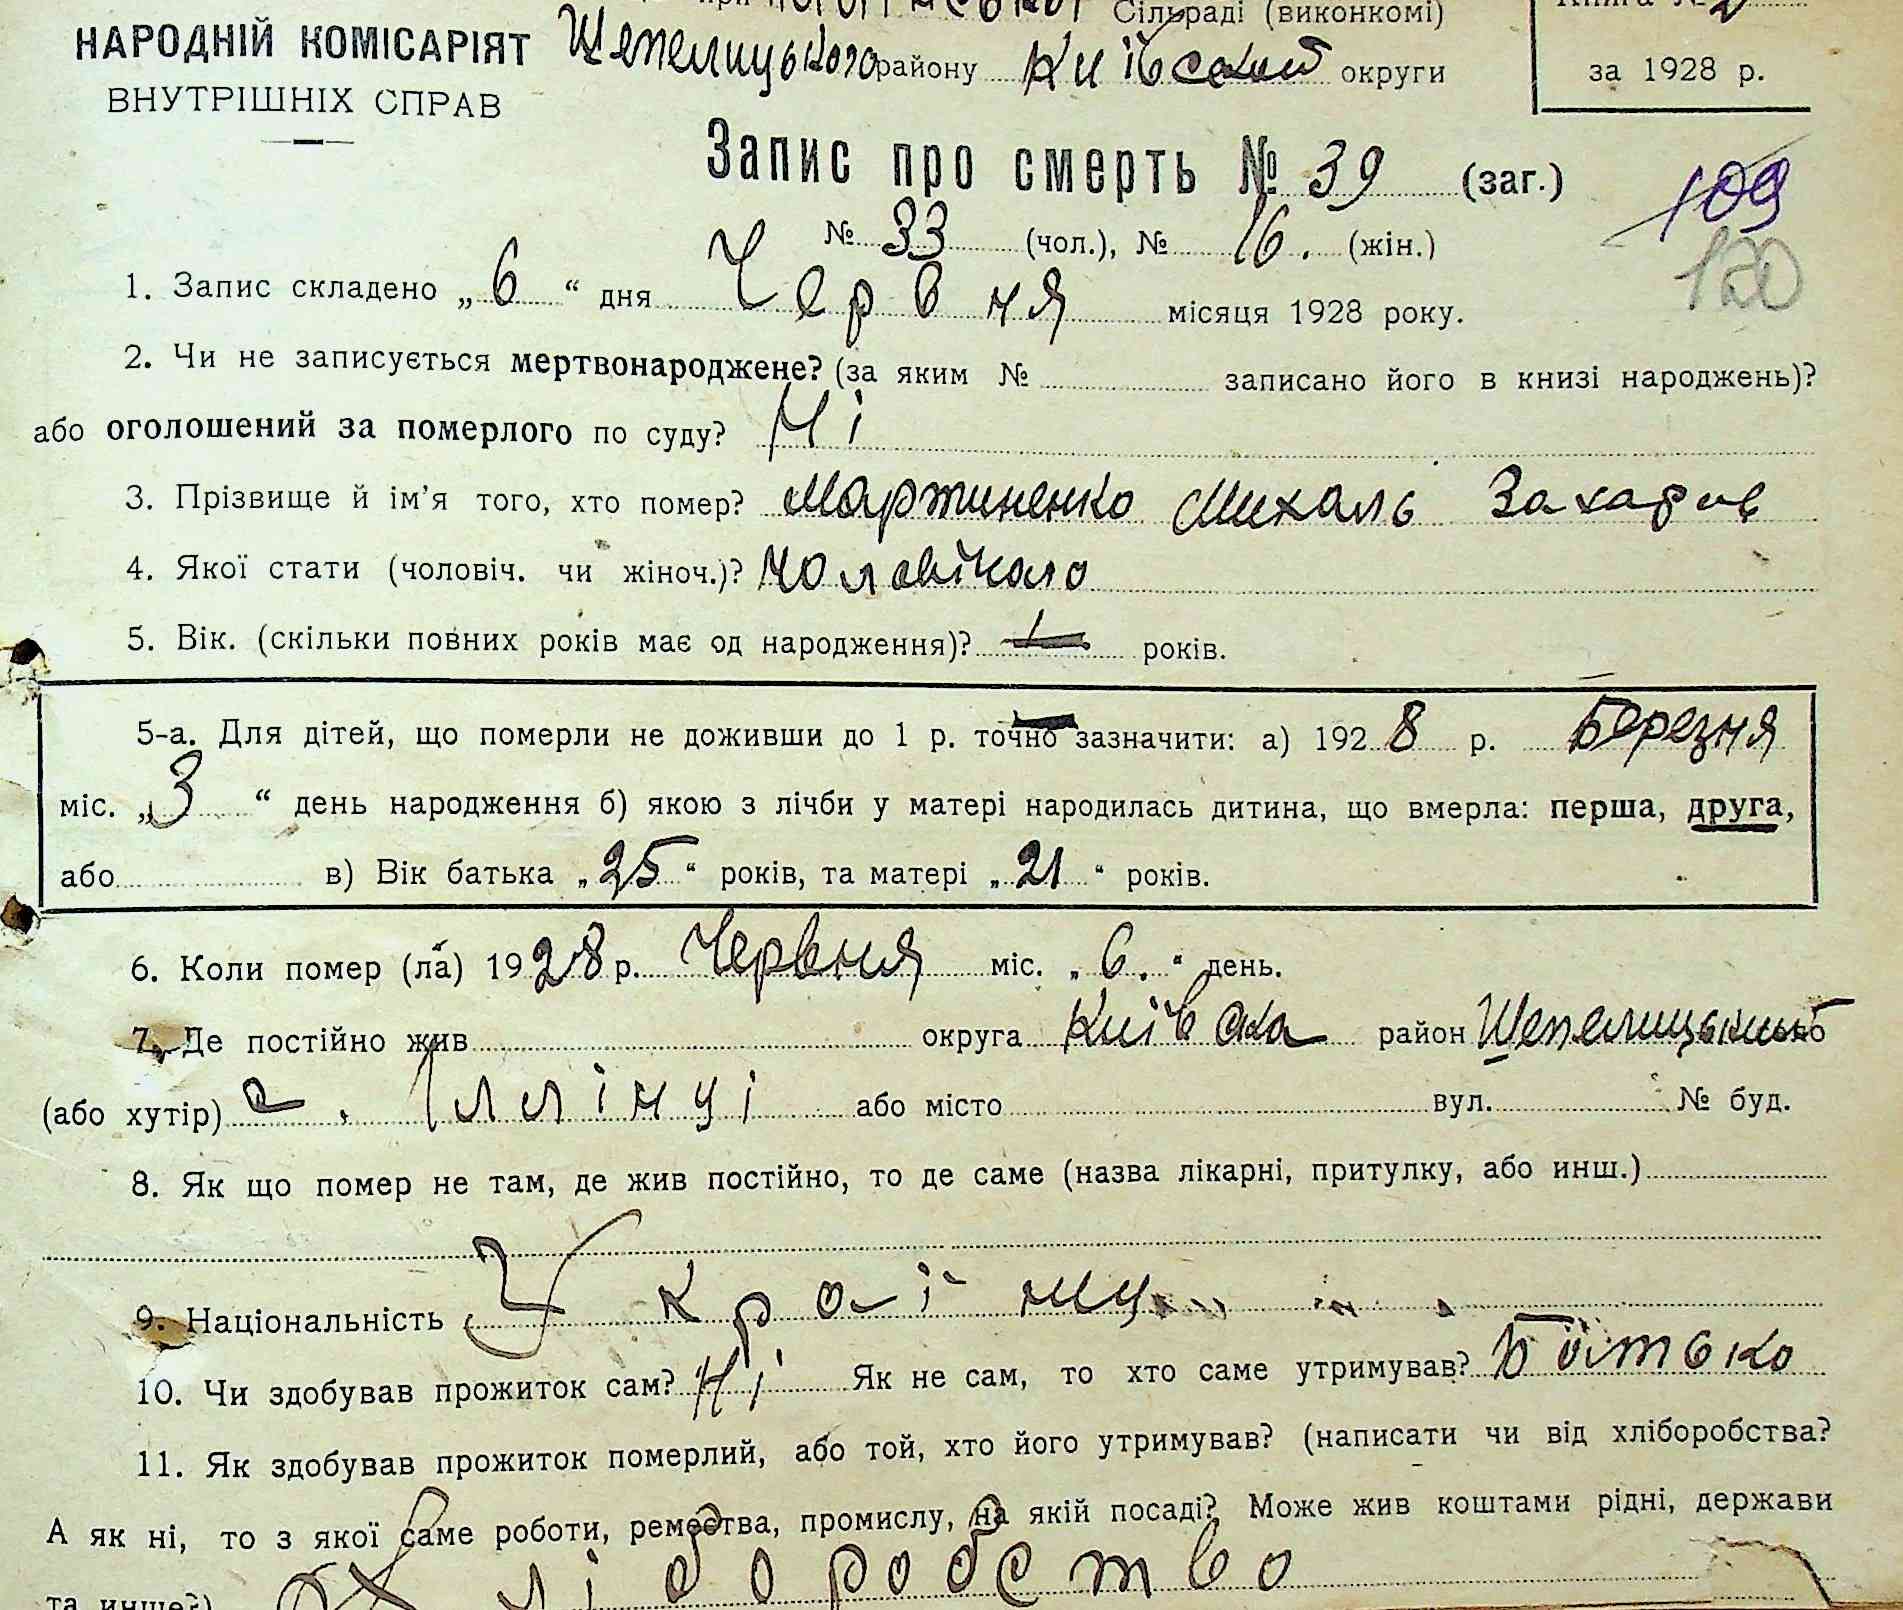 Сільраді (виконкомі)
НАРОДНІЙ КОМІСАРІЯТ
ВНУТРІШНІХ СПРАВ
Шепелицького району Київской округи
за 1928 р.
Запис про смерть № 39 (заг.)
109
120
№ 33 (чол.), № 16. (жін.)
1. Запис складено „6“ дня Червня місяця 1928 року.
2. Чи не записується мертвонароджене? (за яким № записано його в книзі народжень)?
або оголошений за померлого по суду? Ні
3. Прізвище й ім’я того, хто помер? Мартиненко Михаль
4. Якої стати (чоловіч. чи жіноч.)?
5. Вік. (скільки повних років має од народження)? років.
5-а. Для дітей, що померли не доживши до 1 р. точно зазначити: а) 1928 р. Березня
міс. „3“ день народження б) якою з лічби у матері народилась дитина, що вмерла: перша, друга,
або в) Вік батька „25“ років, та матері „21“ років.
6. Коли помер (ла) 1928 р. Червня міс. „6.“ день.
7. Де постійно жив округа Київска район
(або хутір) с. Іллінці або місто вул. № буд.
8. Як що помер не там, де жив постійно, то де саме (назва лікарні, притулку, або инш.)
9. Національність
10. Чи здобував прожиток сам? Ні Як не сам, то хто саме утримував? Батько
11. Як здобував прожиток померлий, або той, хто його утримував? (написати чи від хліборобства?
А як ні, то з якої саме роботи, ремества, промислу, на якій посаді? Може жив коштами рідні, держави
та инше?) Хліборобство